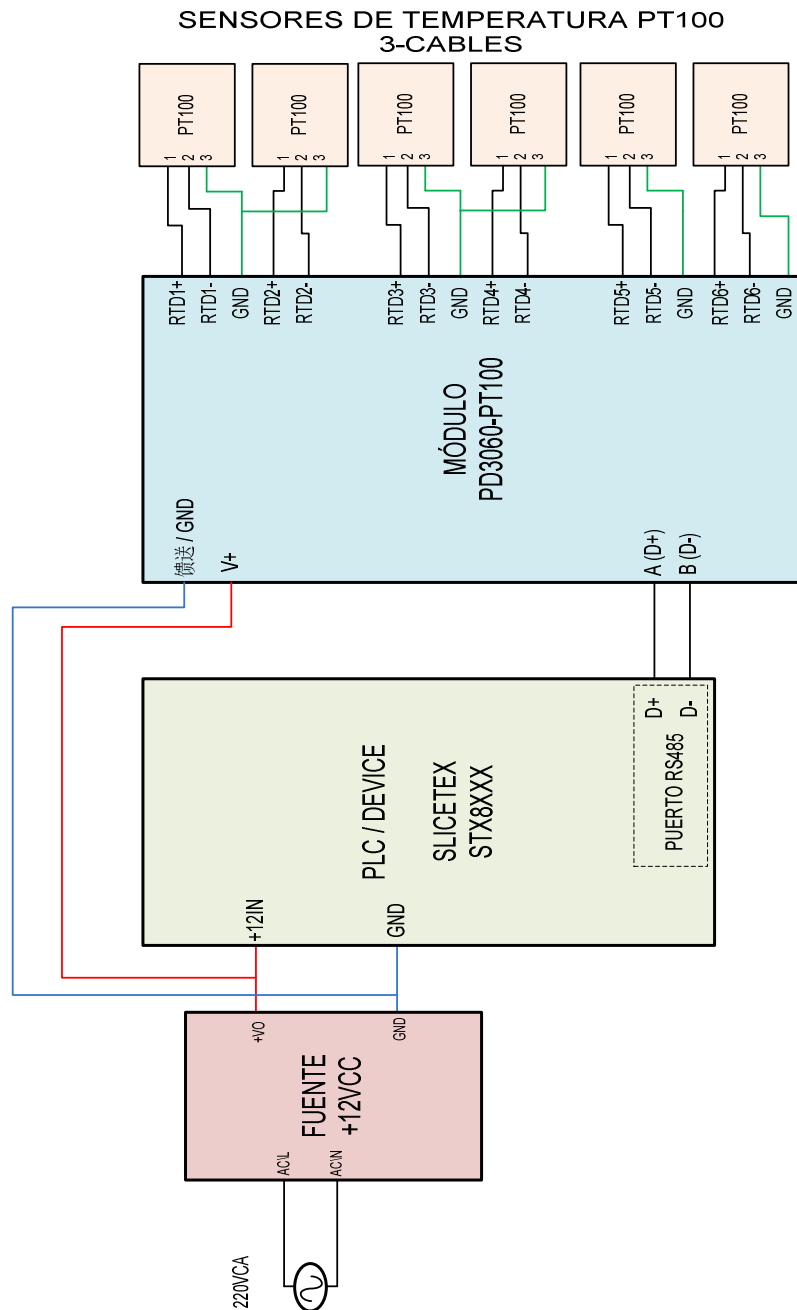 SENSORES DE TEMPERATURA PT100
3-CABLES
PT100
1
2
3
PT100
1
2
3
PT100
1
2
3
PT100
1
2
3
PT100
1
2
3
PT100
1
2
3
RTD1+
RTD1-
GND
RTD2+
RTD2-
RTD3+
RTD3-
GND
RTD4+
RTD4-
RTD5+
RTD5-
GND
RTD6+
RTD6-
GND
MÓDULO
PD3060-PT100
馈送 / GND
V+
A (D+)
B (D-)
D+
D-
PUERTO RS485
PLC / DEVICE
SLICETEX
STX8XXX
+12IN
GND
+VO
GND
FUENTE
+12VCC
AC\L
AC\N
220VCA